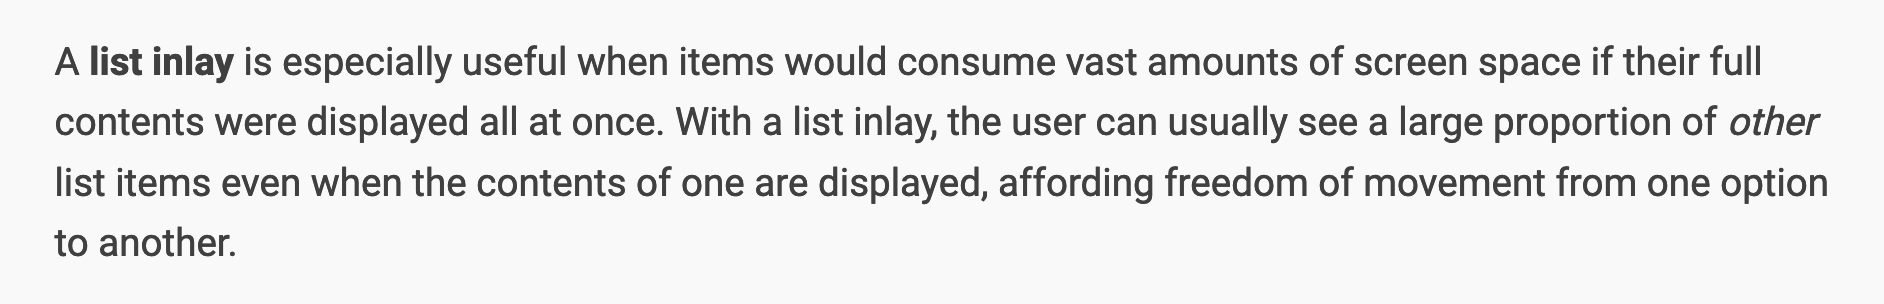 A list inlay is especially useful when items would consume vast amounts of screen space if their full
contents were displayed all at once. With a list inlay, the user can usually see a large proportion of other
list items even when the contents of one are displayed, affording freedom of movement from one option
to another.